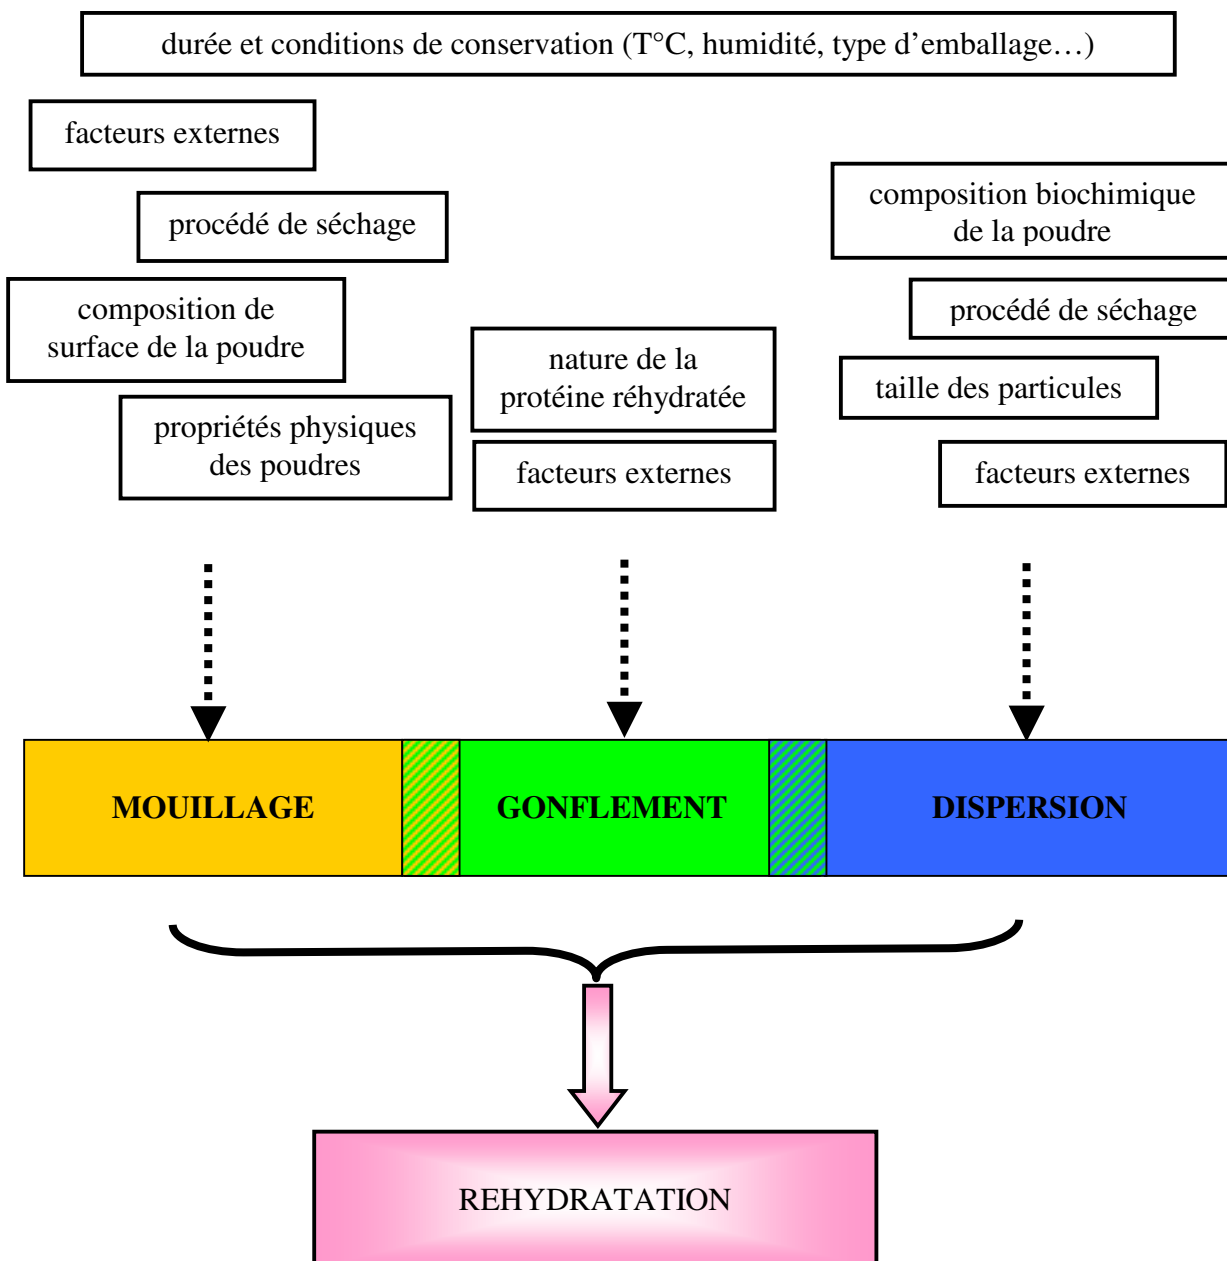 durée et conditions de conservation (T°C, humidité, type d'emballage…)
facteurs externes
procédé de séchage
composition de
surface de la poudre
propriétés physiques
des poudres
nature de la
protéine réhydratée
facteurs externes
composition biochimique
de la poudre
procédé de séchage
taille des particules
facteurs externes
MOUILLAGE
GONFLEMENT
DISPERSION
REHYDRATATION